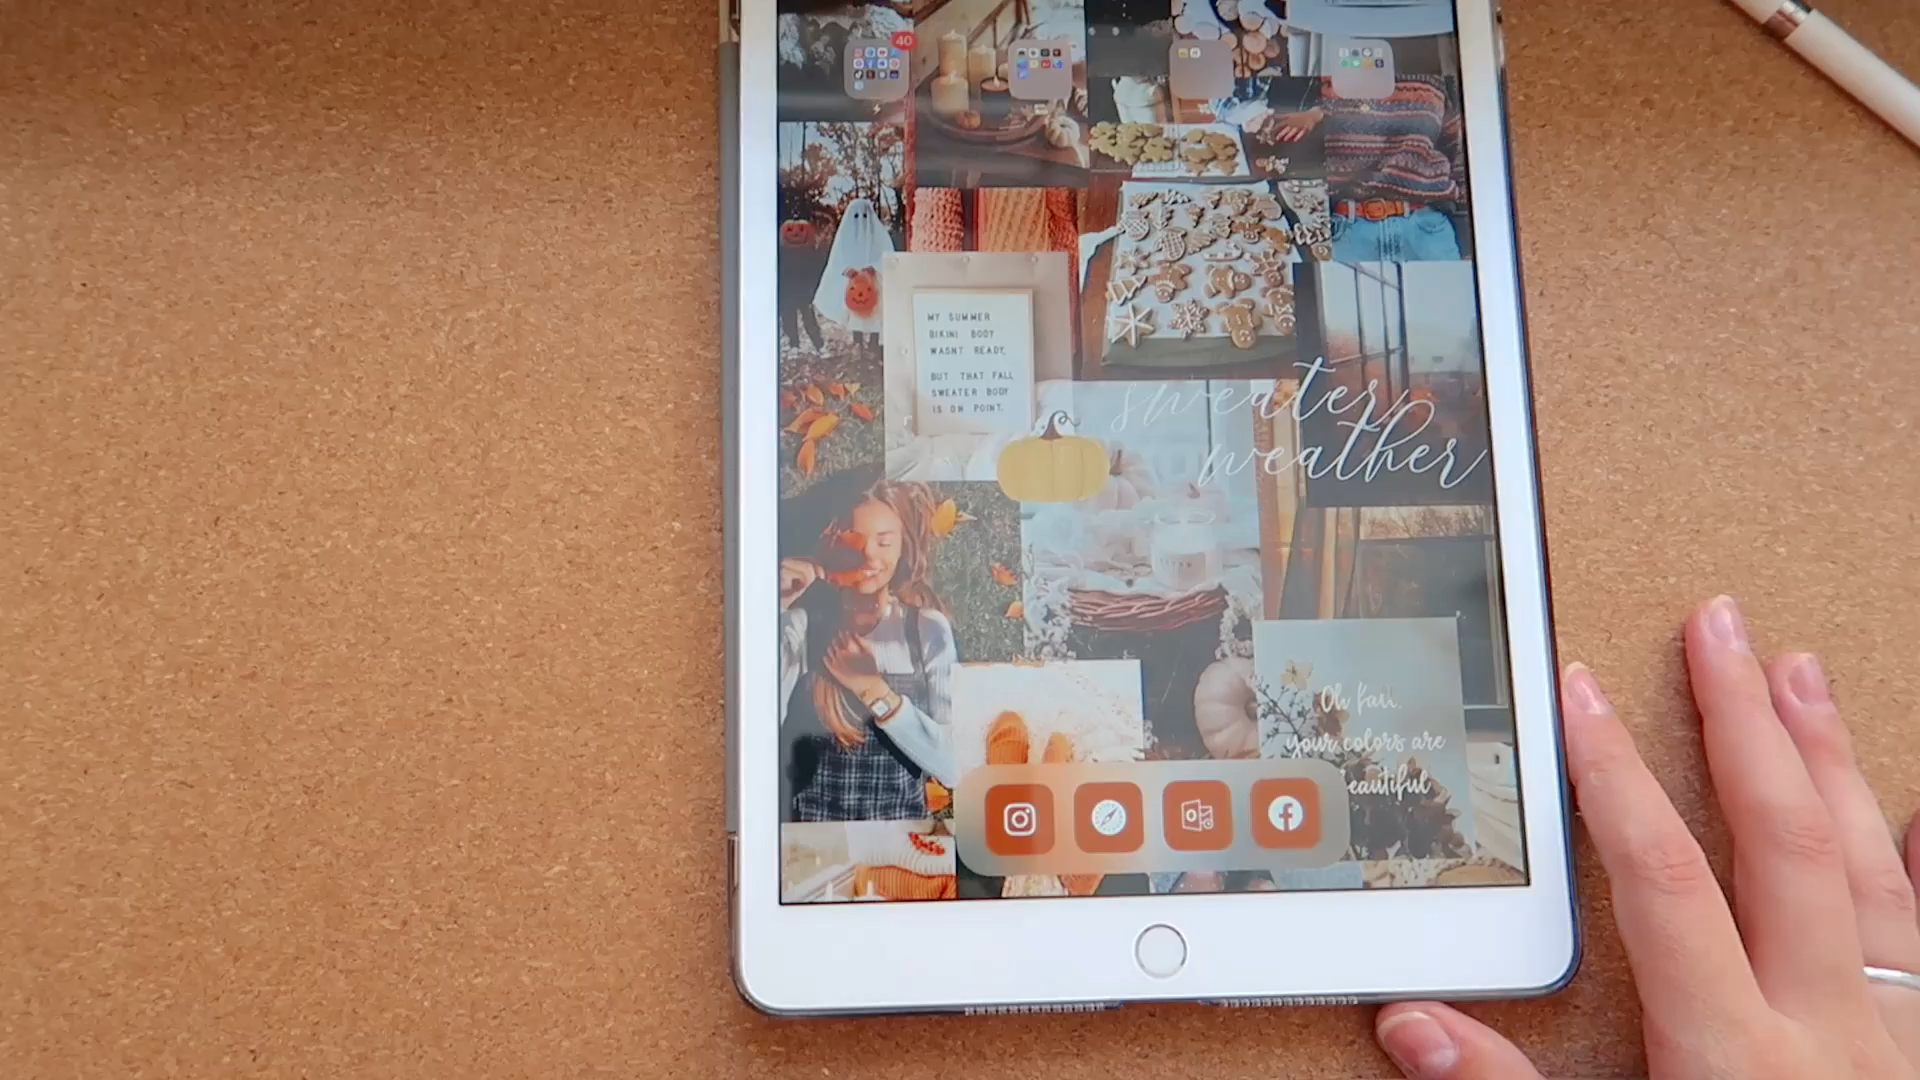 40
MY SUMMER
BIKINI BODY
WASNT READY,
BUT THAT FALL
SWEATER BODY
IS ON POINT.
sweater
weather
Oh fall,
your colors are
beautiful